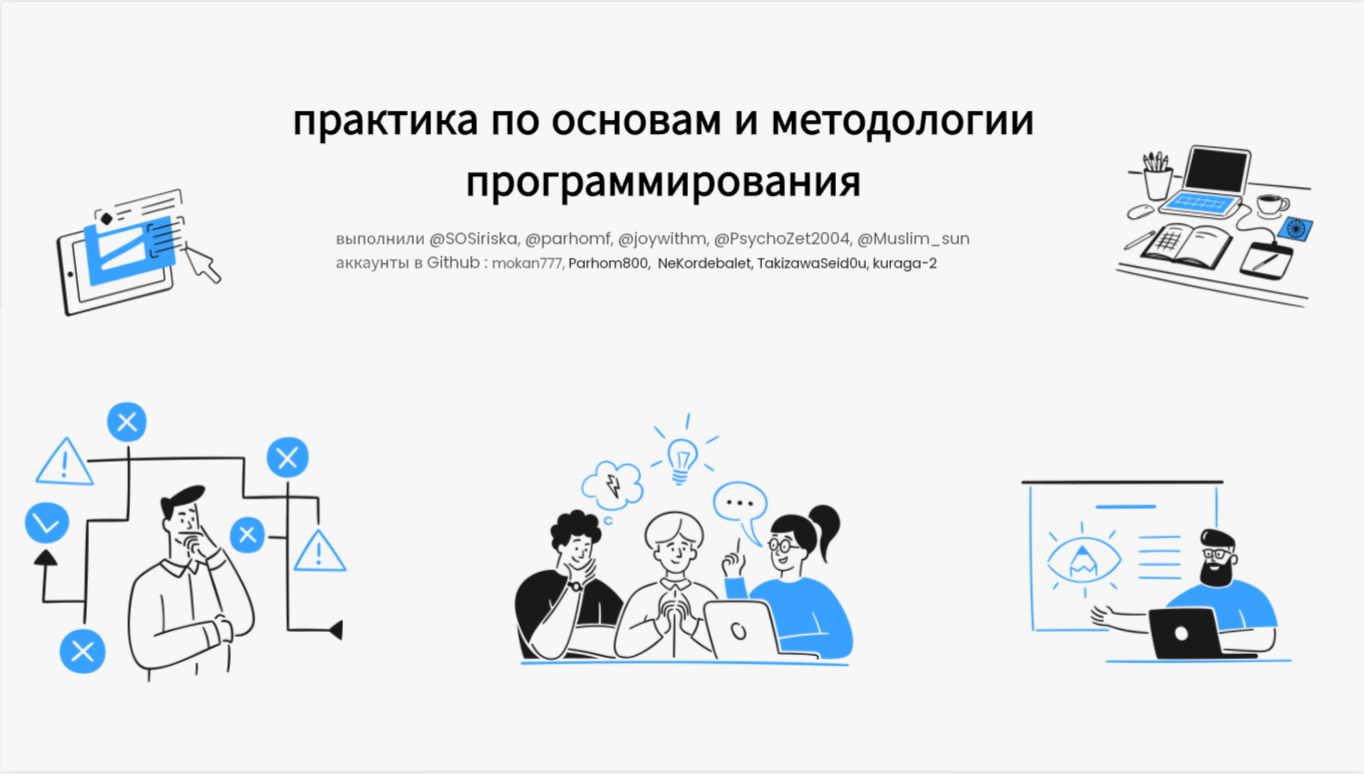 практика по основам и методологии
программирования
выполнили @SOSiriska, @parhomf, @joywithm, @PsychoZet2004, @Muslim_sun
аккаунты в Github : mokan777, Parhom800, NeKordebalet, TakizawaSeid0u, kuraga-2